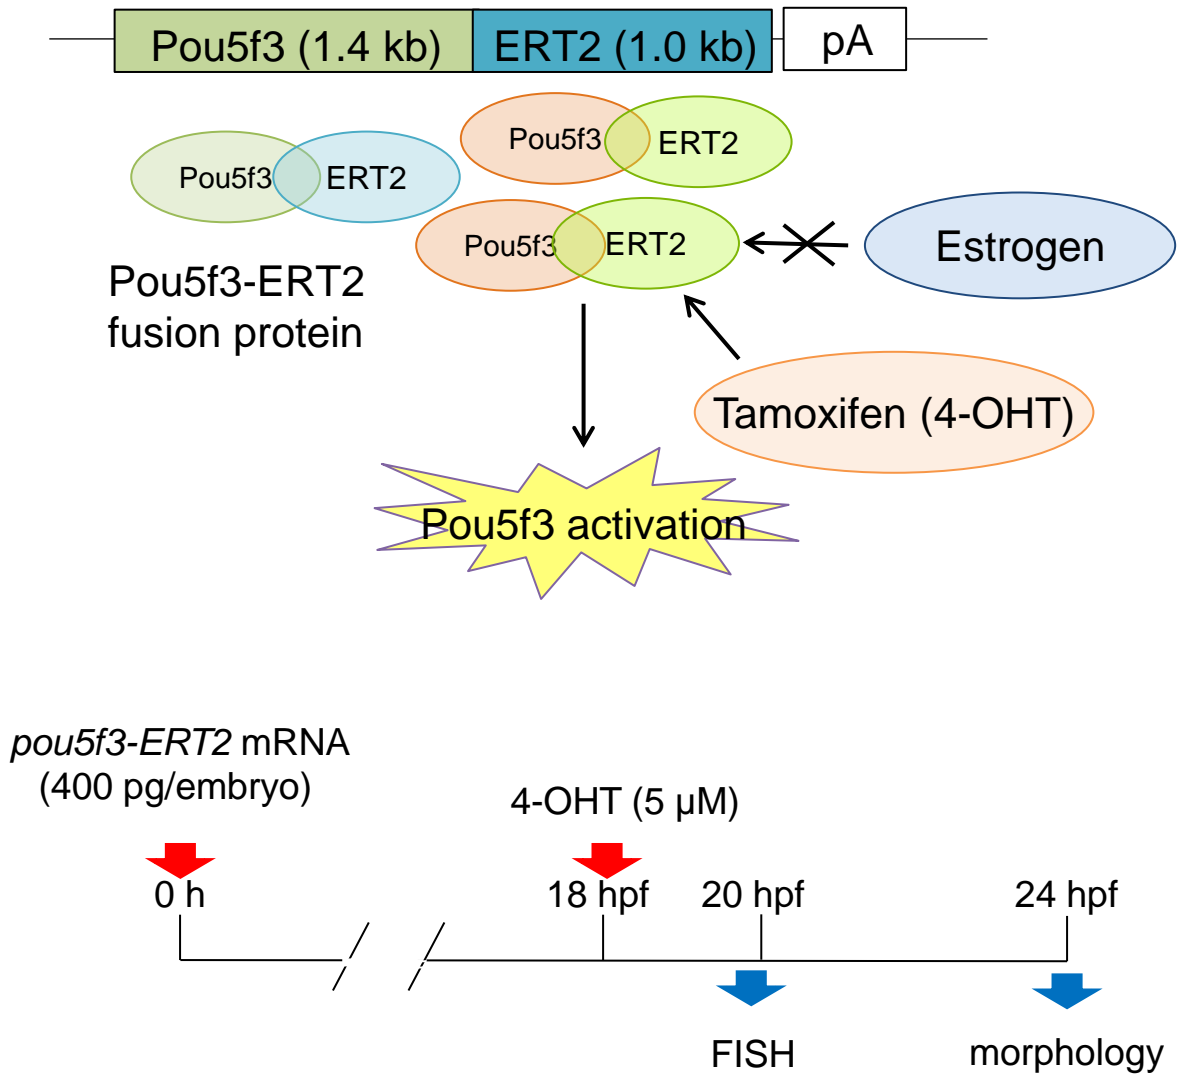 Pou5f3 (1.4 kb) ERT2 (1.0 kb) pA
Pou5f3 ERT2
Pou5f3 ERT2
Pou5f3 ERT2
Estrogen
Pou5f3-ERT2
fusion protein
Tamoxifen (4-OHT)
Pou5f3 activation
pou5f3-ERT2 mRNA
(400 pg/embryo)
4-OHT (5 µM)
0 h 18 hpf 20 hpf 24 hpf
FISH morphology